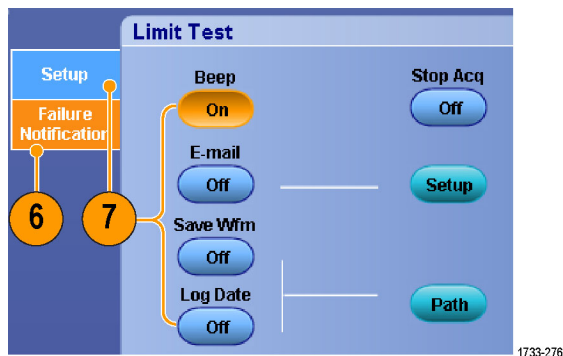 Limit Test
Setup
Failure
Notification
6
7
Beep
On
E-mail
Off
Save Wfm
Off
Log Date
Off
Stop Acq
Off
Setup
Path
1733-276